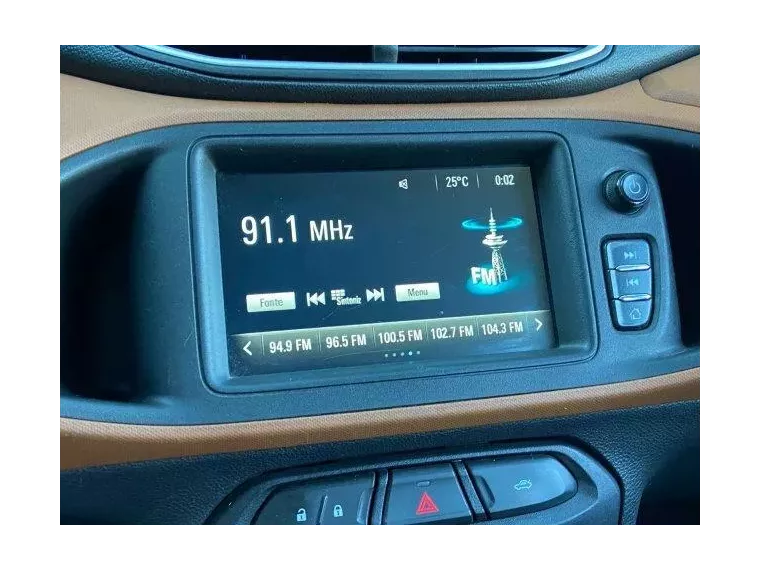 25°C 0:02
91.1 MHz
FM
Fonte Sintoniz Menu
94.9 FM 96.5 FM 100.5 FM 102.7 FM 104.3 FM